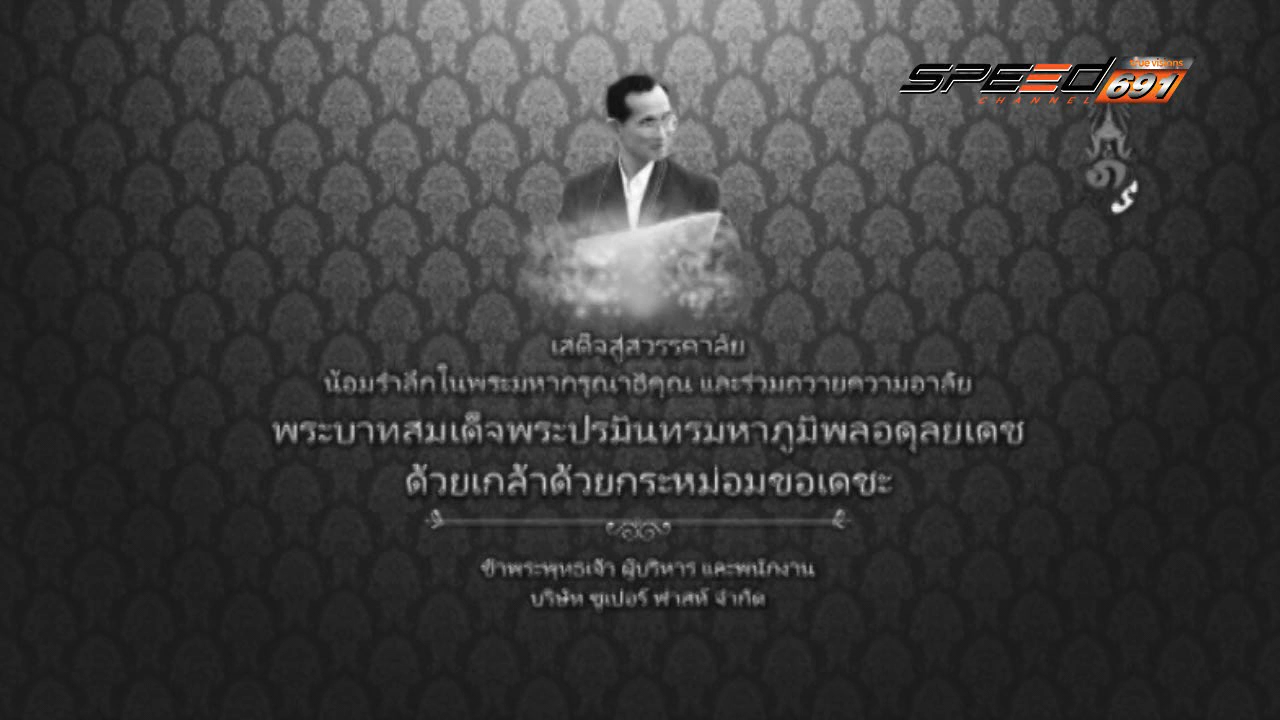 SPEED
true visions
CHANNEL
691
เสด็จสู่สวรรคาลัย
น้อมรำลึกในพระมหากรุณาธิคุณ และร่วมถวายความอาลัย
พระบาทสมเด็จพระปรมินทรมหาภูมิพลอดุลยเดช
ด้วยเกล้าด้วยกระหม่อมขอเดชะ
ข้าพระพุทธเจ้า ผู้บริหาร และพนักงาน
บริษัท ซูเปอร์ ฟาสท์ จำกัด